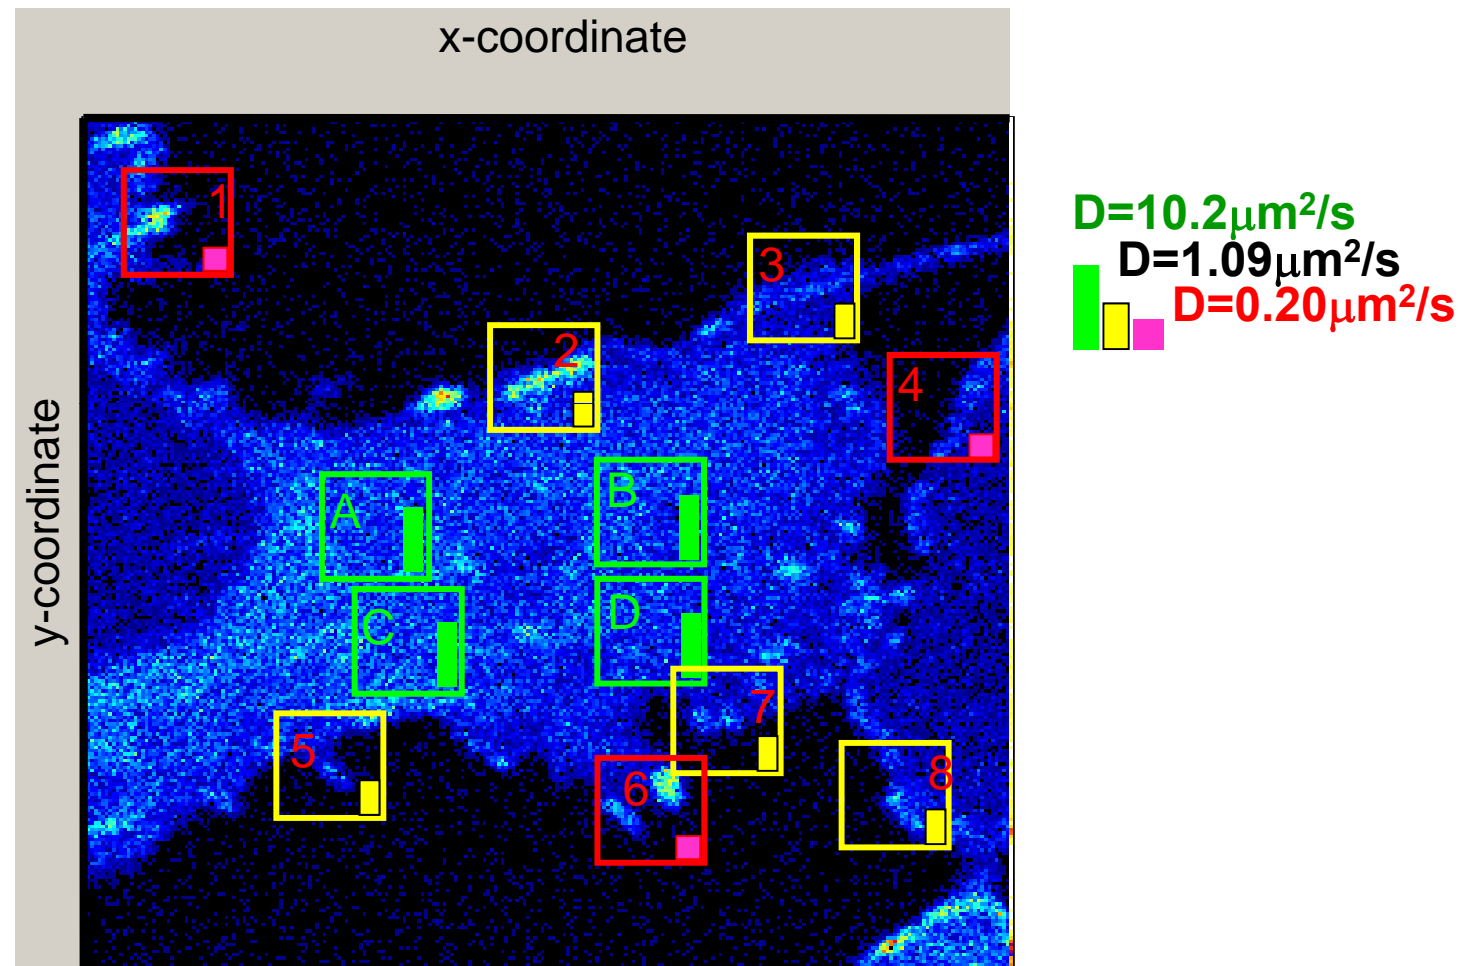 x-coordinate
y-coordinate
1
2
3
4
A
B
C
D
5
6
7
8
D=10.2μm²/s
D=1.09μm²/s
D=0.20μm²/s